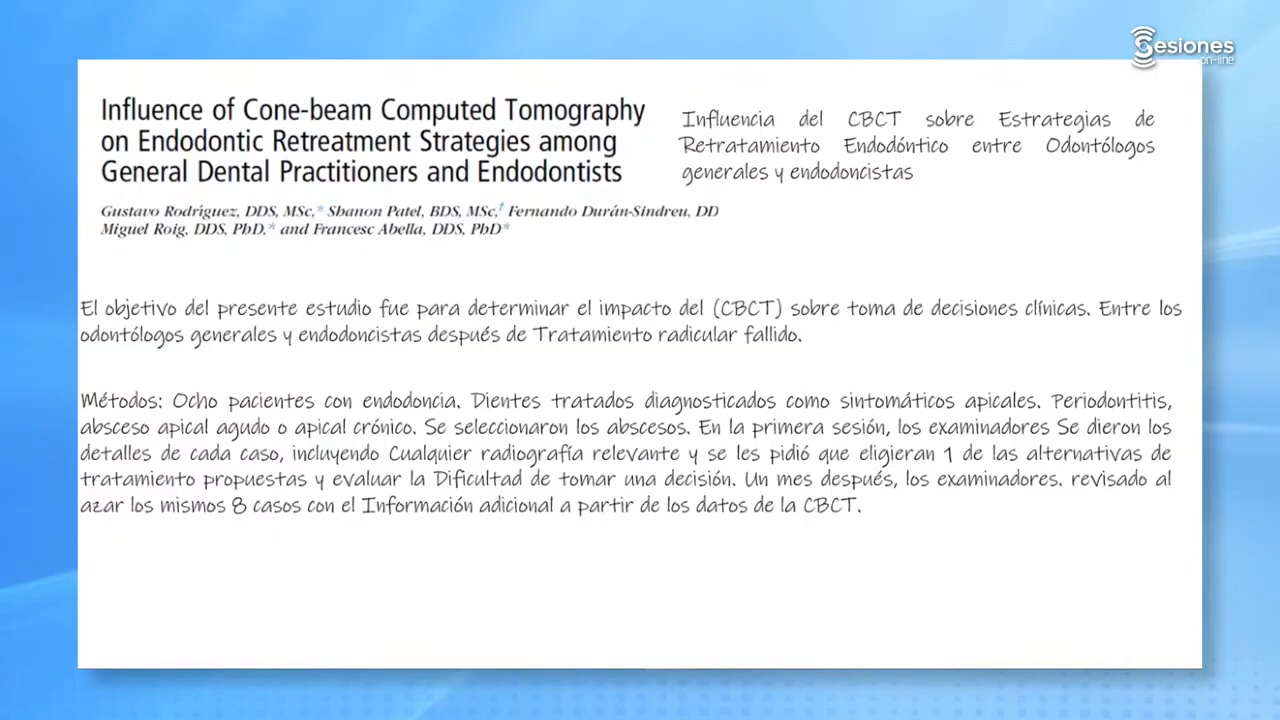 Sesiones
on-line
Influence of Cone-beam Computed Tomography
on Endodontic Retreatment Strategies among
General Dental Practitioners and Endodontists
Influencia del CBCT sobre Estrategias de
Retratamiento Endodóntico entre Odontólogos
generales y endodoncistas
Gustavo Rodríguez, DDS, MSc,* Shanon Patel, BDS, MSc,† Fernando Durán-Sindreu, DD
Miguel Roig, DDS, PhD,* and Francesc Abella, DDS, PhD*
El objetivo del presente estudio fue para determinar el impacto del (CBCT) sobre toma de decisiones clínicas. Entre los
odontólogos generales y endodoncistas después de Tratamiento radicular fallido.
Métodos: Ocho pacientes con endodoncia. Dientes tratados diagnosticados como sintomáticos apicales. Periodontitis,
absceso apical agudo o apical crónico. Se seleccionaron los abscesos. En la primera sesión, los examinadores Se dieron los
detalles de cada caso, incluyendo Cualquier radiografía relevante y se les pidió que eligieran 1 de las alternativas de
tratamiento propuestas y evaluar la Dificultad de tomar una decisión. Un mes después, los examinadores. revisado al
azar los mismos 8 casos con el Información adicional a partir de los datos de la CBCT.